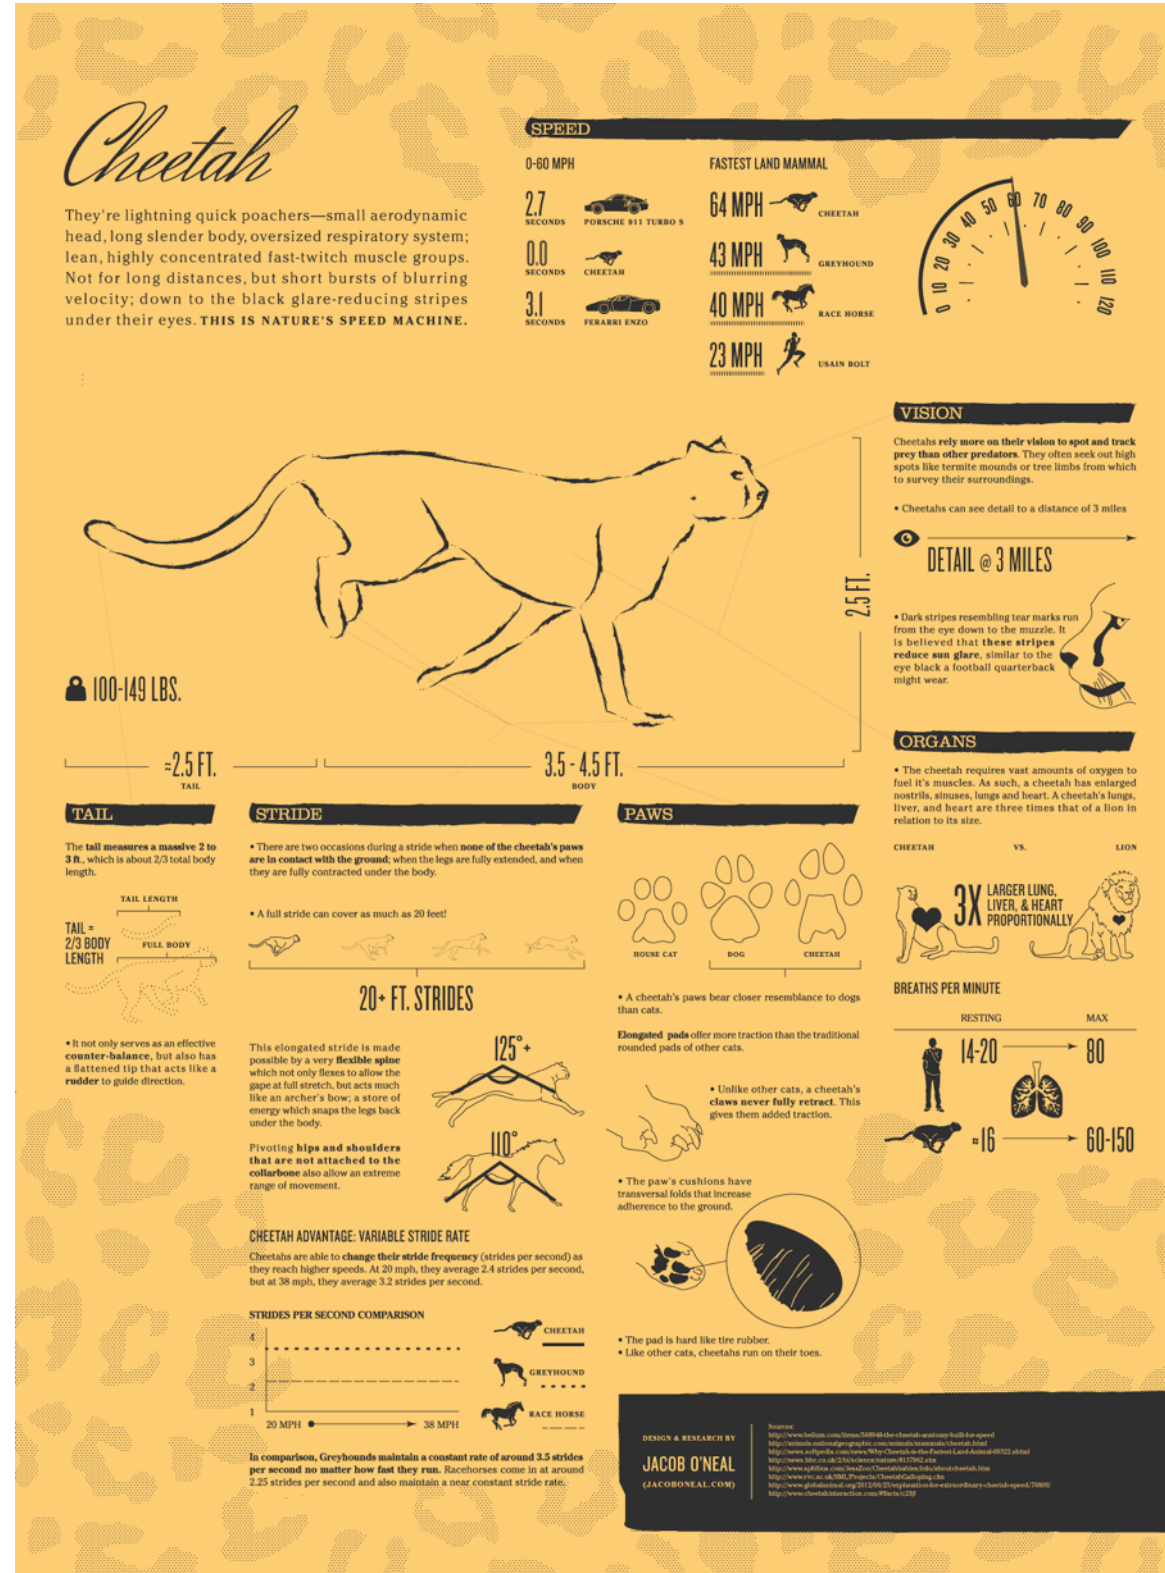 Cheetah
They're lightning quick poachers—small aerodynamic
head, long slender body, oversized respiratory system;
lean, highly concentrated fast-twitch muscle groups.
Not for long distances, but short bursts of blurring
velocity; down to the black glare-reducing stripes
under their eyes. THIS IS NATURE'S SPEED MACHINE.
SPEED
0-60 MPH
2.7
SECONDS
PORSCHE 911 TURBO S
0.0
SECONDS
CHEETAH
3.1
SECONDS
FERARRI ENZO
FASTEST LAND MAMMAL
64 MPH
CHEETAH
43 MPH
GREYHOUND
40 MPH
RACE HORSE
23 MPH
USAIN BOLT
0 10 20 30 40 50 60 70 80 90 100 110 120
VISION
Cheetahs rely more on their vision to spot and track
prey than other predators. They often seek out high
spots like termite mounds or tree limbs from which
to survey their surroundings.
• Cheetahs can see detail to a distance of 3 miles
DETAIL @ 3 MILES
• Dark stripes resembling tear marks run
from the eye down to the muzzle. It
is believed that these stripes
reduce sun glare, similar to the
eye black a football quarterback
might wear.
2.5 FT.
100-149 LBS.
≈2.5 FT.
TAIL
3.5 - 4.5 FT.
BODY
ORGANS
• The cheetah requires vast amounts of oxygen to
fuel it's muscles. As such, a cheetah has enlarged
nostrils, sinuses, lungs and heart. A cheetah's lungs,
liver, and heart are three times that of a lion in
relation to its size.
CHEETAH VS. LION
3X
LARGER LUNG,
LIVER, & HEART
PROPORTIONALLY
BREATHS PER MINUTE
RESTING MAX
14-20 80
≈16 60-150
TAIL
The tail measures a massive 2 to
3 ft., which is about 2/3 total body
length.
TAIL LENGTH
TAIL =
2/3 BODY
LENGTH
FULL BODY
• It not only serves as an effective
counter-balance, but also has
a flattened tip that acts like a
rudder to guide direction.
STRIDE
• There are two occasions during a stride when none of the cheetah's paws
are in contact with the ground; when the legs are fully extended, and when
they are fully contracted under the body.
• A full stride can cover as much as 20 feet!
20+ FT. STRIDES
This elongated stride is made
possible by a very flexible spine
which not only flexes to allow the
gape at full stretch, but acts much
like an archer's bow; a store of
energy which snaps the legs back
under the body.
125°+
Pivoting hips and shoulders
that are not attached to the
collarbone also allow an extreme
range of movement.
110°
CHEETAH ADVANTAGE: VARIABLE STRIDE RATE
Cheetahs are able to change their stride frequency (strides per second) as
they reach higher speeds. At 20 mph, they average 2.4 strides per second,
but at 38 mph, they average 3.2 strides per second.
STRIDES PER SECOND COMPARISON
4
3
2
1
20 MPH 38 MPH
CHEETAH
GREYHOUND
RACE HORSE
In comparison, Greyhounds maintain a constant rate of around 3.5 strides
per second no matter how fast they run. Racehorses come in at around
2.25 strides per second and also maintain a near constant stride rate.
PAWS
HOUSE CAT DOG CHEETAH
• A cheetah's paws bear closer resemblance to dogs
than cats.
Elongated pads offer more traction than the traditional
rounded pads of other cats.
• Unlike other cats, a cheetah's
claws never fully retract. This
gives them added traction.
• The paw's cushions have
transversal folds that increase
adherence to the ground.
• The pad is hard like tire rubber.
• Like other cats, cheetahs run on their toes.
DESIGN & RESEARCH BY
JACOB O'NEAL
(JACOBONEAL.COM)
Sources: